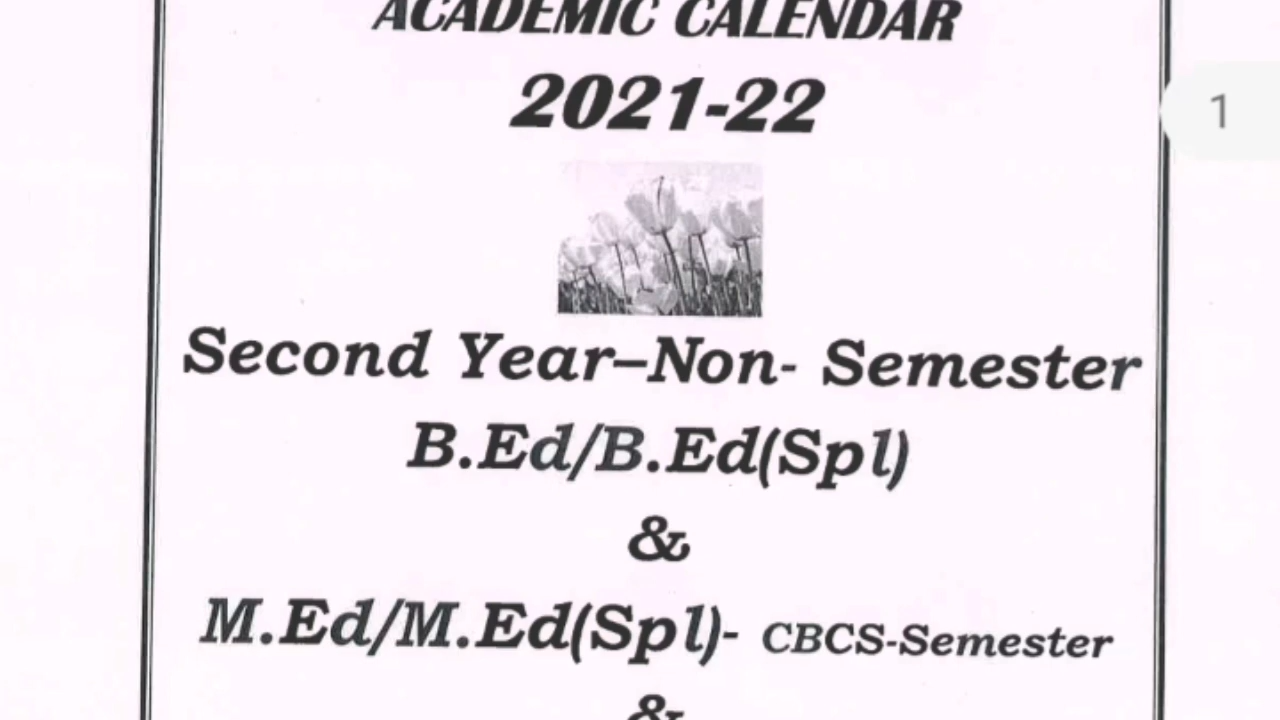 ACADEMIC CALENDAR
2021-22
1
Second Year–Non- Semester
B.Ed/B.Ed(Spl)
&
M.Ed/M.Ed(Spl)- CBCS-Semester
&